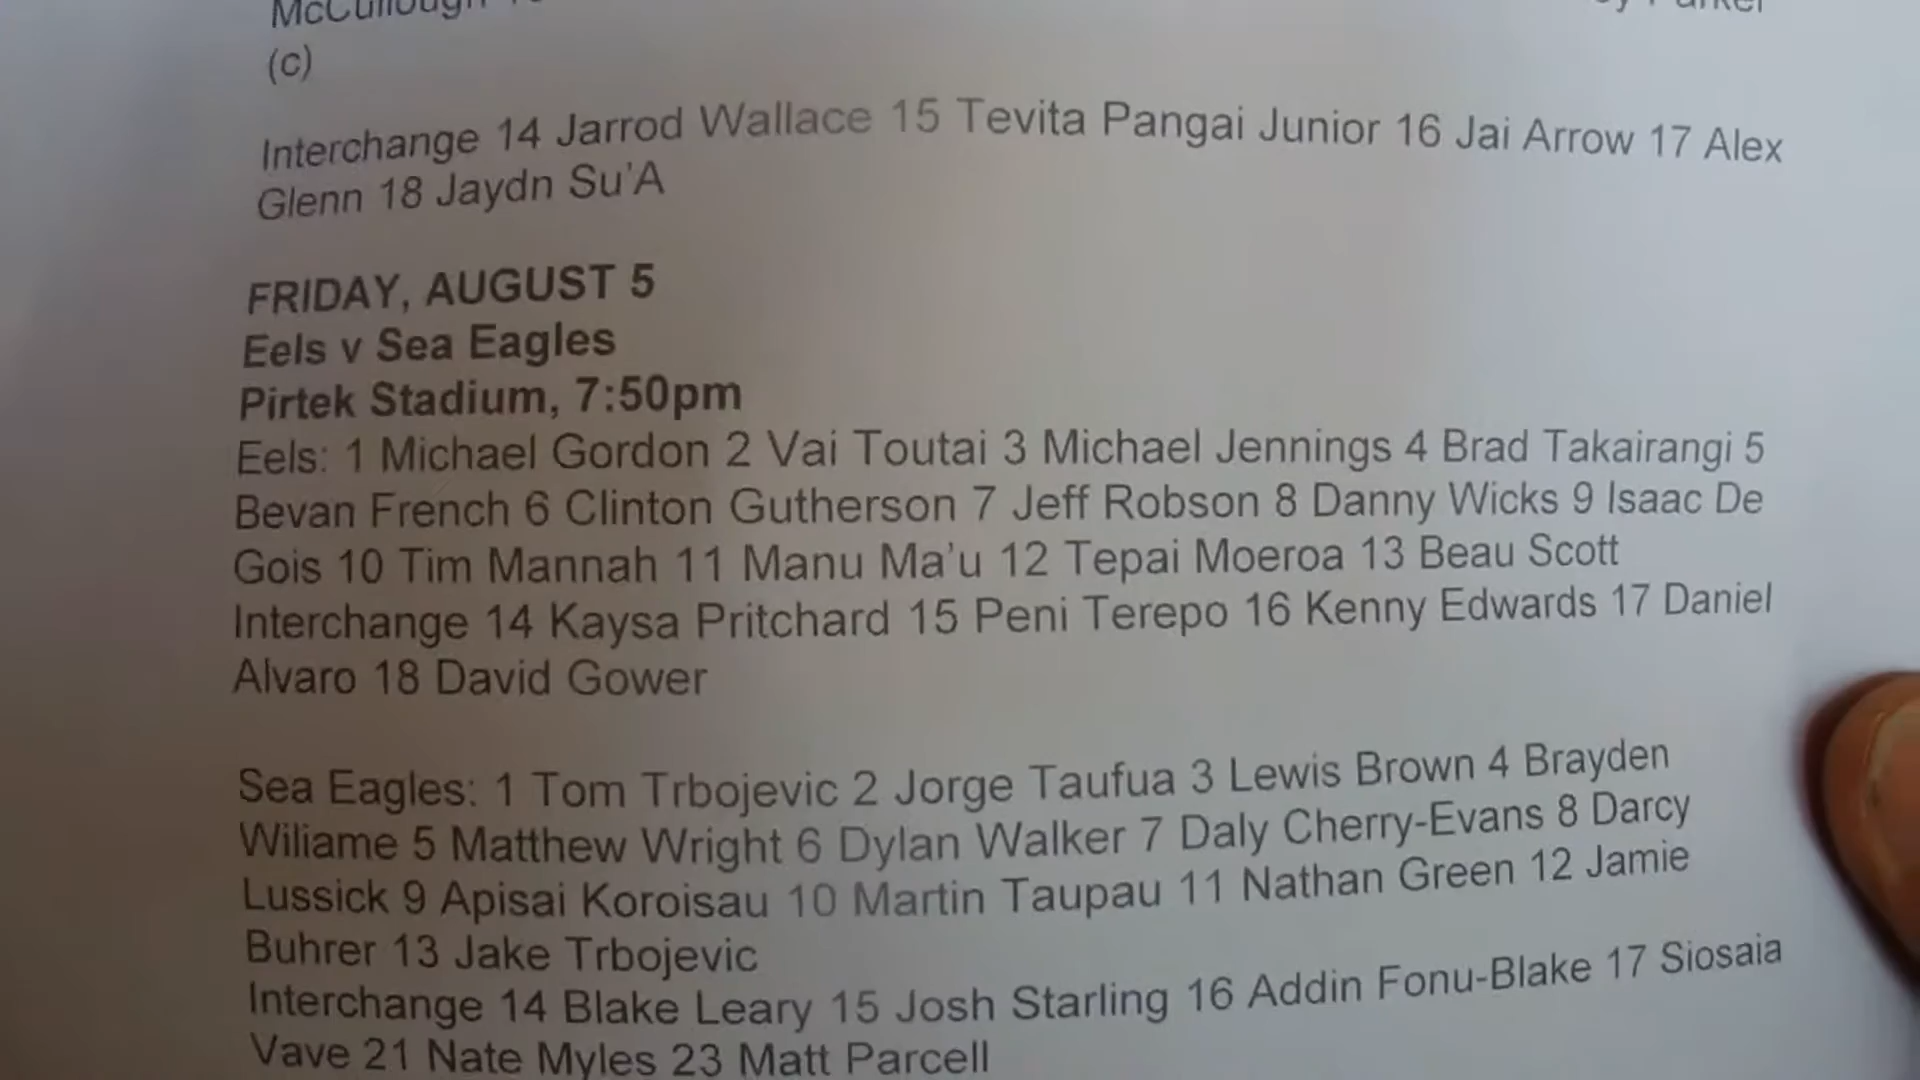 McCullough
Parker
(c)
Interchange 14 Jarrod Wallace 15 Tevita Pangai Junior 16 Jai Arrow 17 Alex
Glenn 18 Jaydn Su'A
FRIDAY, AUGUST 5
Eels v Sea Eagles
Pirtek Stadium, 7:50pm
Eels: 1 Michael Gordon 2 Vai Toutai 3 Michael Jennings 4 Brad Takairangi 5
Bevan French 6 Clinton Gutherson 7 Jeff Robson 8 Danny Wicks 9 Isaac De
Gois 10 Tim Mannah 11 Manu Ma'u 12 Tepai Moeroa 13 Beau Scott
Interchange 14 Kaysa Pritchard 15 Peni Terepo 16 Kenny Edwards 17 Daniel
Alvaro 18 David Gower
Sea Eagles: 1 Tom Trbojevic 2 Jorge Taufua 3 Lewis Brown 4 Brayden
Wiliame 5 Matthew Wright 6 Dylan Walker 7 Daly Cherry-Evans 8 Darcy
Lussick 9 Apisai Koroisau 10 Martin Taupau 11 Nathan Green 12 Jamie
Buhrer 13 Jake Trbojevic
Interchange 14 Blake Leary 15 Josh Starling 16 Addin Fonu-Blake 17 Siosaia
Vave 21 Nate Myles 23 Matt Parcell